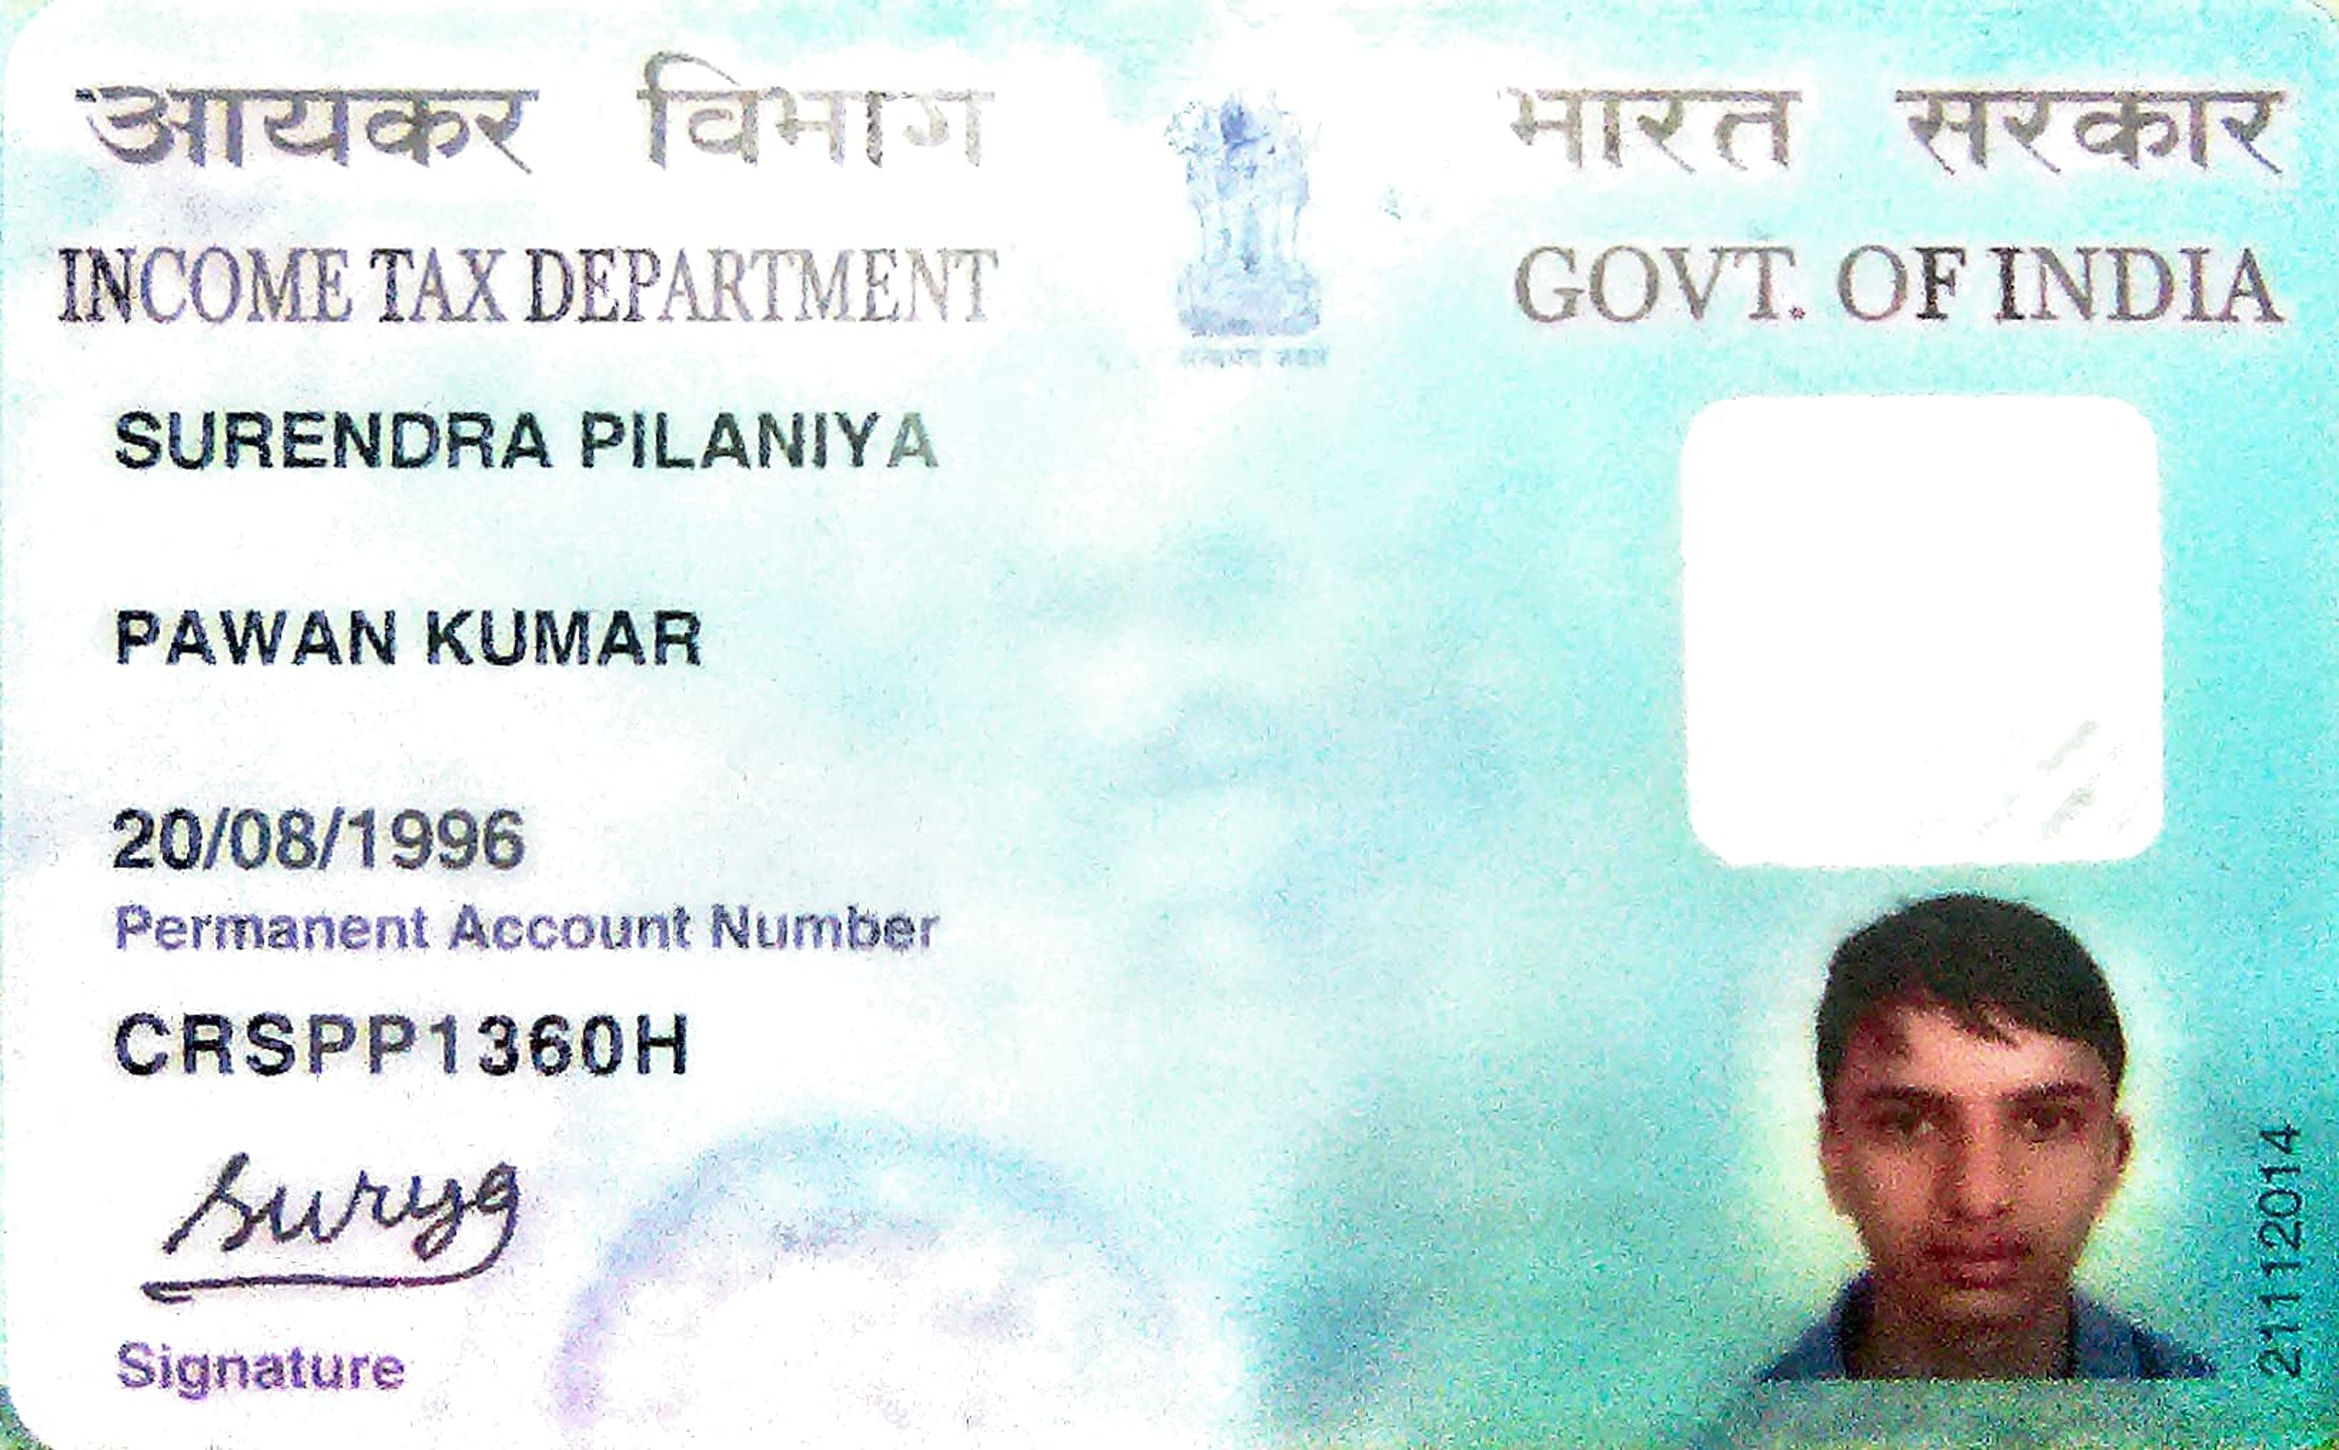 आयकर विभाग
INCOME TAX DEPARTMENT
भारत सरकार
GOVT. OF INDIA
सत्यमेव जयते
SURENDRA PILANIYA
PAWAN KUMAR
20/08/1996
Permanent Account Number
CRSPP1360H
Signature
21112014